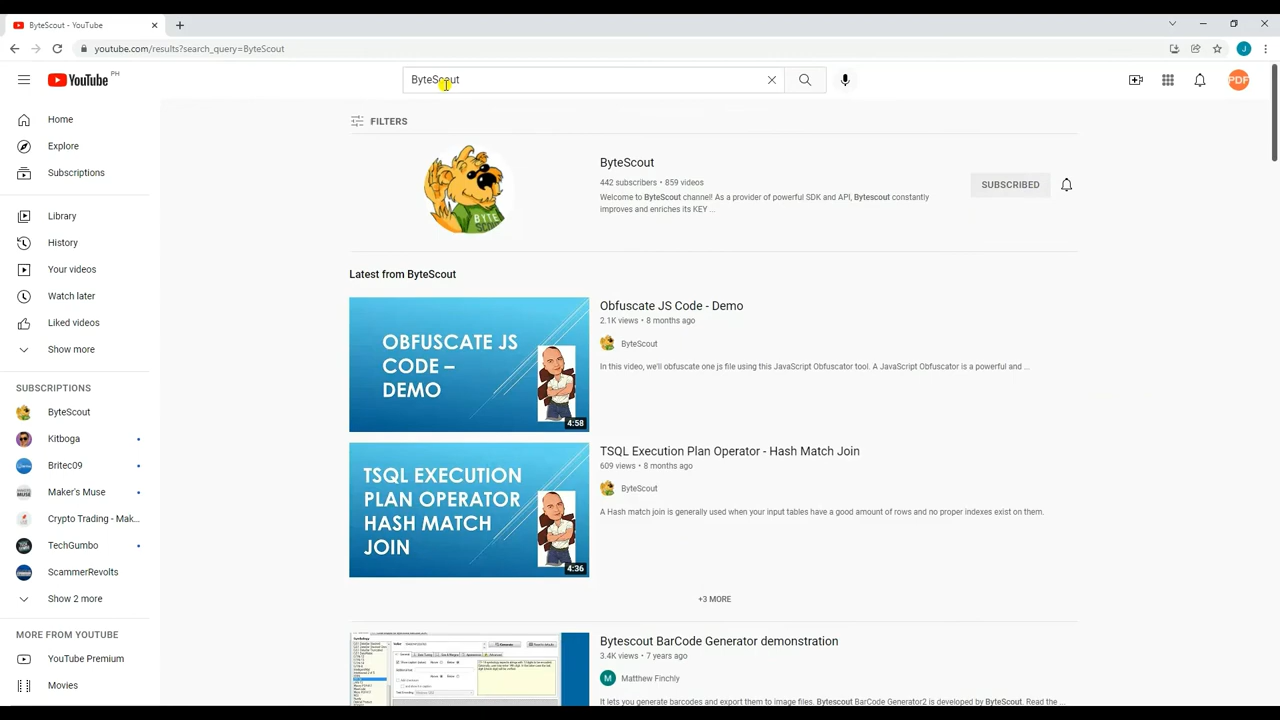 ByteScout - YouTube
youtube.com/results?search_query=ByteScout
J
YouTube PH
ByteScout
PDF
Home
Explore
Subscriptions
Library
History
Your videos
Watch later
Liked videos
Show more
SUBSCRIPTIONS
ByteScout
Kitboga
Britec09
Maker's Muse
Crypto Trading - Mak...
TechGumbo
ScammerRevolts
Show 2 more
MORE FROM YOUTUBE
YouTube Premium
Movies
FILTERS
BYTE
ByteScout
442 subscribers • 859 videos
Welcome to ByteScout channel! As a provider of powerful SDK and API, Bytescout constantly
improves and enriches its KEY ...
SUBSCRIBED
Latest from ByteScout
OBFUSCATE JS
CODE –
DEMO
4:58
Obfuscate JS Code - Demo
2.1K views • 8 months ago
ByteScout
In this video, we'll obfuscate one js file using this JavaScript Obfuscator tool. A JavaScript Obfuscator is a powerful and ...
TSQL EXECUTION
PLAN OPERATOR
HASH MATCH
JOIN
4:36
TSQL Execution Plan Operator - Hash Match Join
609 views • 8 months ago
ByteScout
A Hash match join is generally used when your input tables have a good amount of rows and no proper indexes exist on them.
+3 MORE
Bytescout BarCode Generator demonstration
3.4K views • 7 years ago
M
Matthew Finchly
It lets you generate barcodes and export them to image files. Bytescout BarCode Generator2 is developed by ByteScout. Read the ...